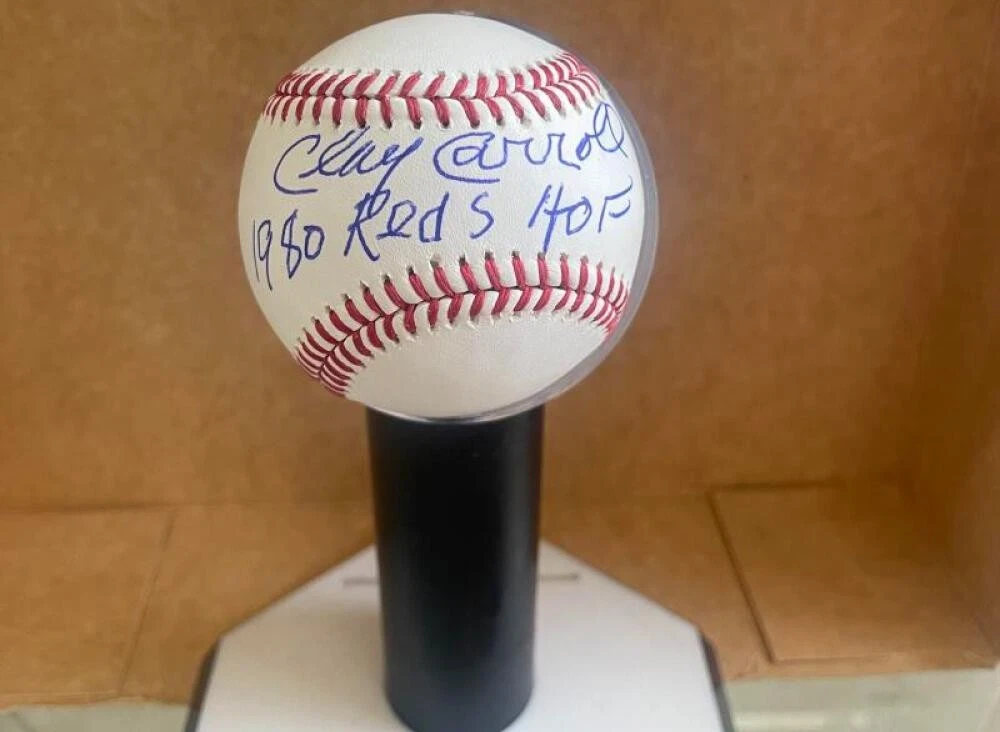 Clay Carroll
1980 Reds HOF